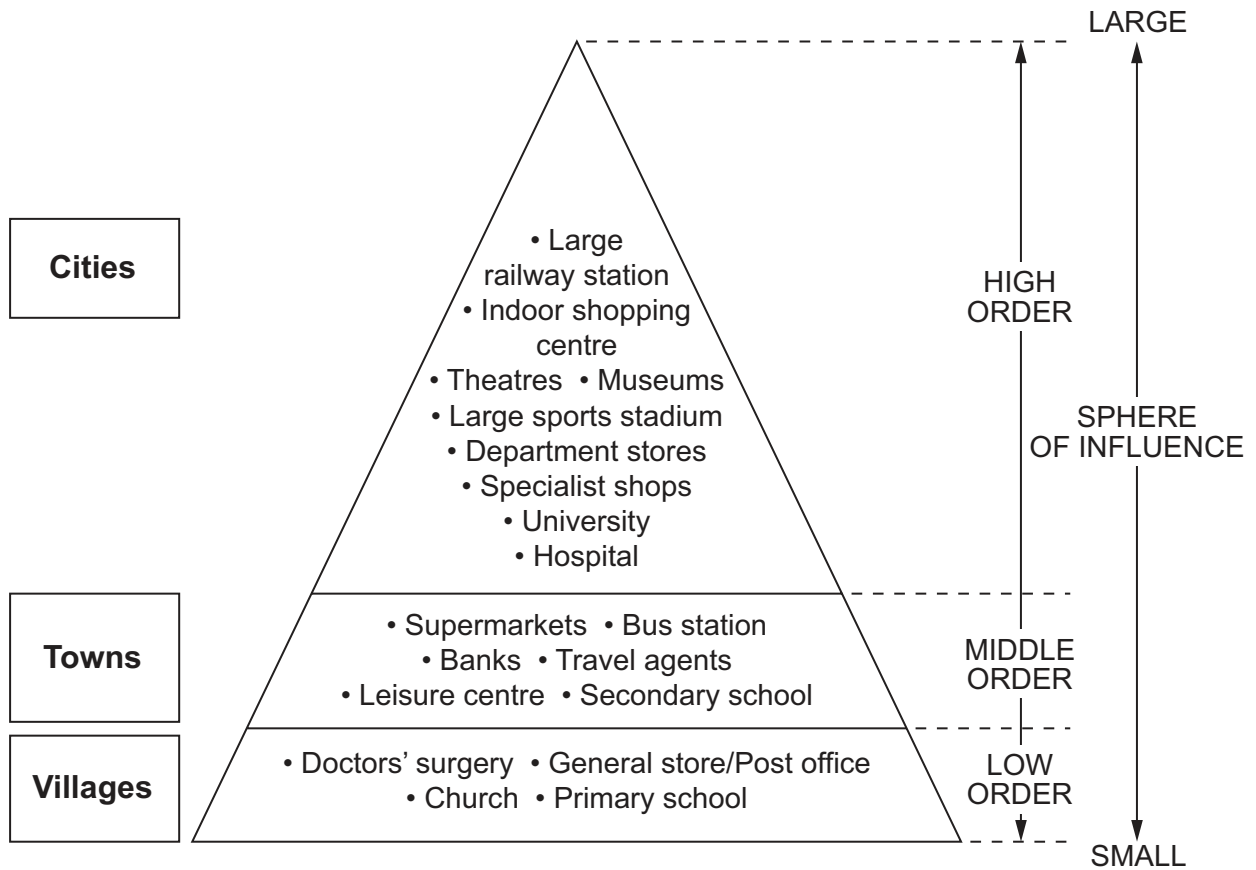 LARGE
Cities
• Large
railway station
• Indoor shopping
centre
• Theatres • Museums
• Large sports stadium
• Department stores
• Specialist shops
• University
• Hospital
HIGH
ORDER
SPHERE
OF INFLUENCE
Towns
• Supermarkets • Bus station
• Banks • Travel agents
• Leisure centre • Secondary school
MIDDLE
ORDER
Villages
• Doctors’ surgery • General store/Post office
• Church • Primary school
LOW
ORDER
SMALL